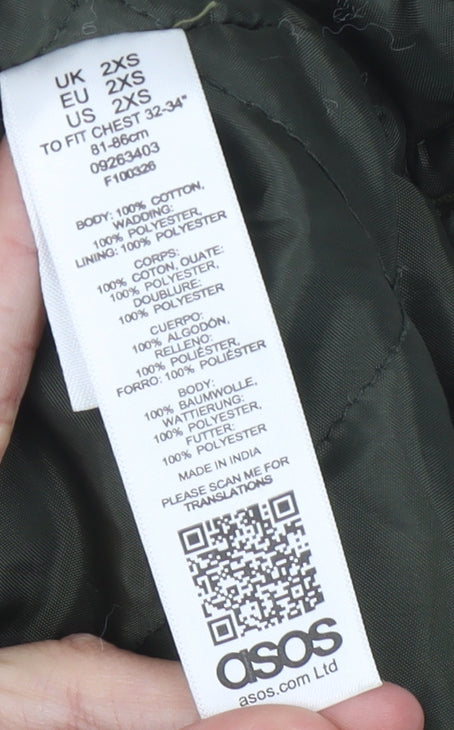 UK 2XS
EU 2XS
US 2XS
TO FIT CHEST 32-34"
81-86cm
09263403
F100326
BODY: 100% COTTON,
WADDING:
100% POLYESTER,
LINING: 100% POLYESTER
CORPS:
100% COTON, OUATE:
100% POLYESTER,
DOUBLURE:
100% POLYESTER
CUERPO:
100% ALGODÓN,
RELLENO:
100% POLIÉSTER,
FORRO: 100% POLIÉSTER
BODY:
100% BAUMWOLLE,
WATTIERUNG:
100% POLYESTER,
FUTTER:
100% POLYESTER
MADE IN INDIA
PLEASE SCAN ME FOR
TRANSLATIONS
asos
asos.com Ltd